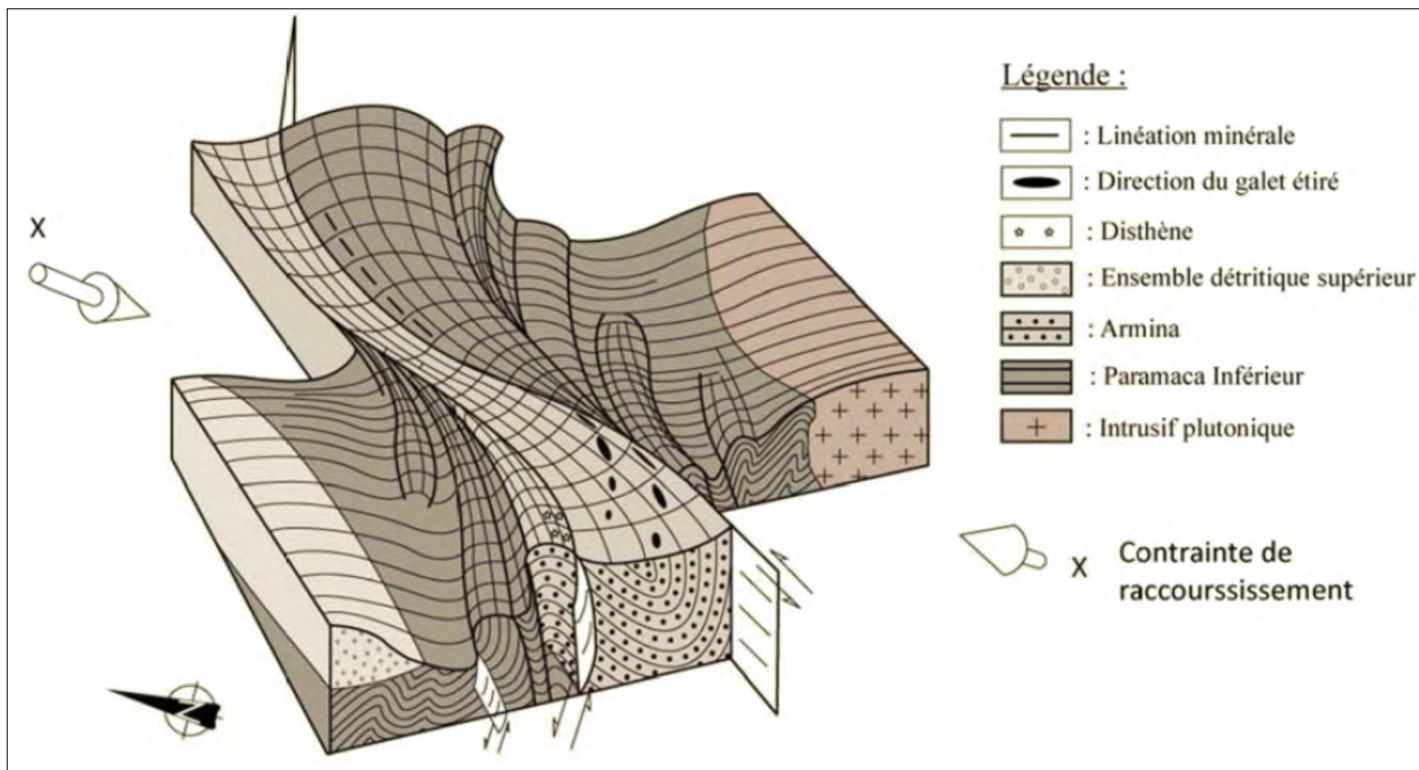 X
Légende :
: Linéation minérale
: Direction du galet étiré
: Disthène
: Ensemble détritique supérieur
: Armina
: Paramaca Inférieur
: Intrusif plutonique
X
Contrainte de
raccourssissement